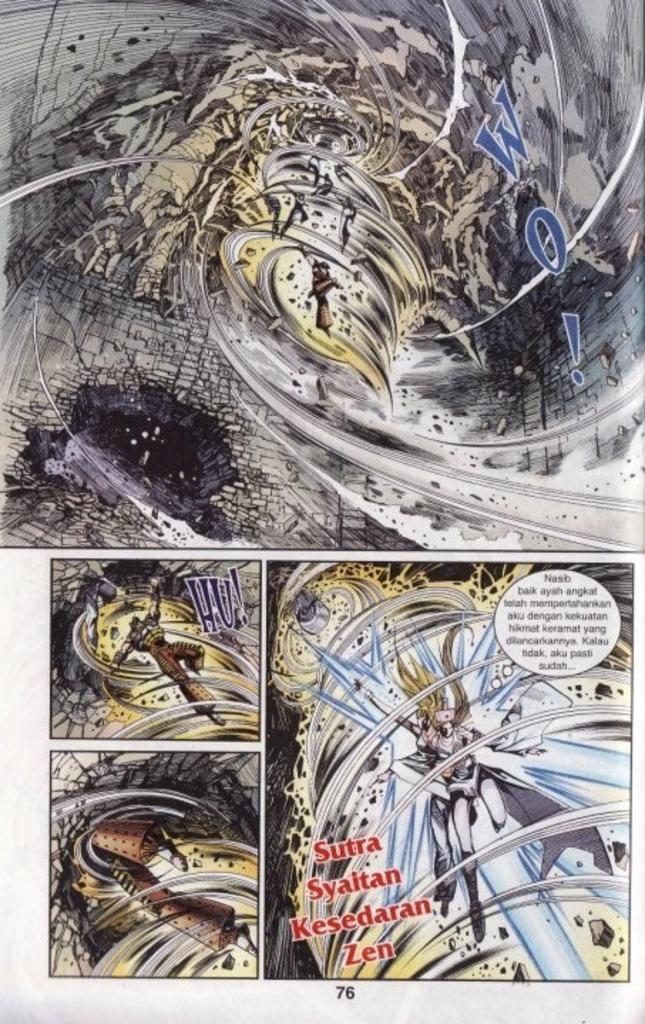 WO!
HU!
Nasib
baik ayah angkat
telah mempertahankan
aku dengan kekuatan
hikmat keramat yang
dilancarkannya. Kalau
tidak, aku pasti
sudah...
Sutra
Syaitan
Kesedaran
Zen
76